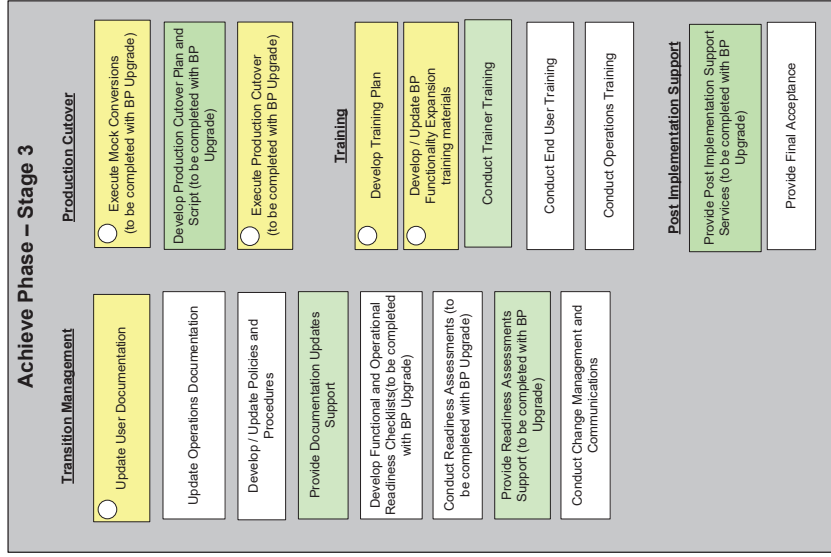 Achieve Phase – Stage 3
Transition Management
Update User Documentation
Update Operations Documentation
Develop / Update Policies and
Procedures
Provide Documentation Updates
Support
Develop Functional and Operational
Readiness Checklists(to be completed
with BP Upgrade)
Conduct Readiness Assessments (to
be completed with BP Upgrade)
Provide Readiness Assessments
Support (to be completed with BP
Upgrade)
Conduct Change Management and
Communications
Production Cutover
Execute Mock Conversions
(to be completed with BP Upgrade)
Develop Production Cutover Plan and
Script (to be completed with BP
Upgrade)
Execute Production Cutover
(to be completed with BP Upgrade)
Training
Develop Training Plan
Develop / Update BP
Functionality Expansion
training materials
Conduct Trainer Training
Conduct End User Training
Conduct Operations Training
Post Implementation Support
Provide Post Implementation Support
Services (to be completed with BP
Upgrade)
Provide Final Acceptance